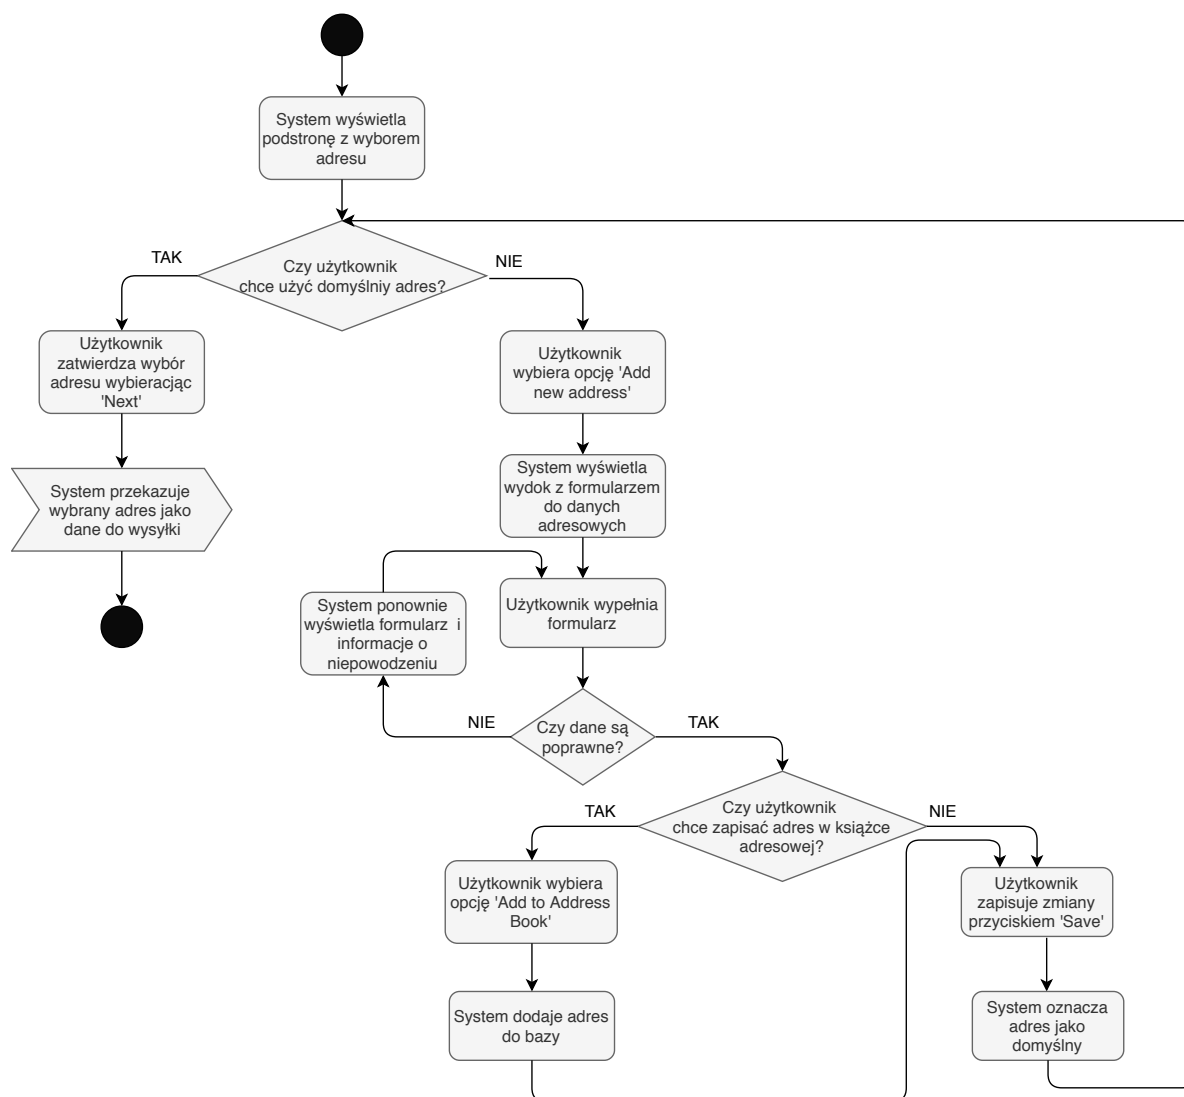 System wyświetla
podstronę z wyborem
adresu
TAK
Czy użytkownik
chce użyć domyślniy adres?
NIE
Użytkownik
zatwierdza wybór
adresu wybieracjąc
'Next'
Użytkownik
wybiera opcję 'Add
new address'
System przekazuje
wybrany adres jako
dane do wysyłki
System wyświetla
wydok z formularzem
do danych
adresowych
System ponownie
wyświetla formularz i
informacje o
niepowodzeniu
Użytkownik wypełnia
formularz
NIE
Czy dane są
poprawne?
TAK
TAK
Czy użytkownik
chce zapisać adres w książce
adresowej?
NIE
Użytkownik wybiera
opcję 'Add to Address
Book'
Użytkownik
zapisuje zmiany
przyciskiem 'Save'
System dodaje adres
do bazy
System oznacza
adres jako
domyślny